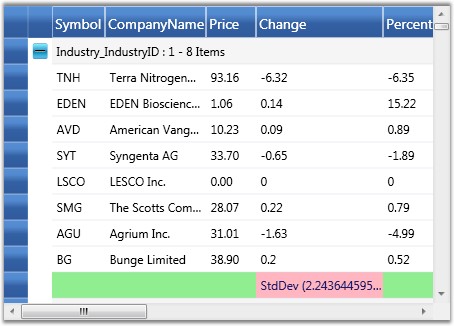 Symbol CompanyName Price Change Percent
Industry_IndustryID : 1 - 8 Items
TNH Terra Nitrogen... 93.16 -6.32 -6.35
EDEN EDEN Bioscienc... 1.06 0.14 15.22
AVD American Vang... 10.23 0.09 0.89
SYT Syngenta AG 33.70 -0.65 -1.89
LSCO LESCO Inc. 0.00 0 0
SMG The Scotts Com... 28.07 0.22 0.79
AGU Agrium Inc. 31.01 -1.63 -4.99
BG Bunge Limited 38.90 0.2 0.52
StdDev (2.243644595...